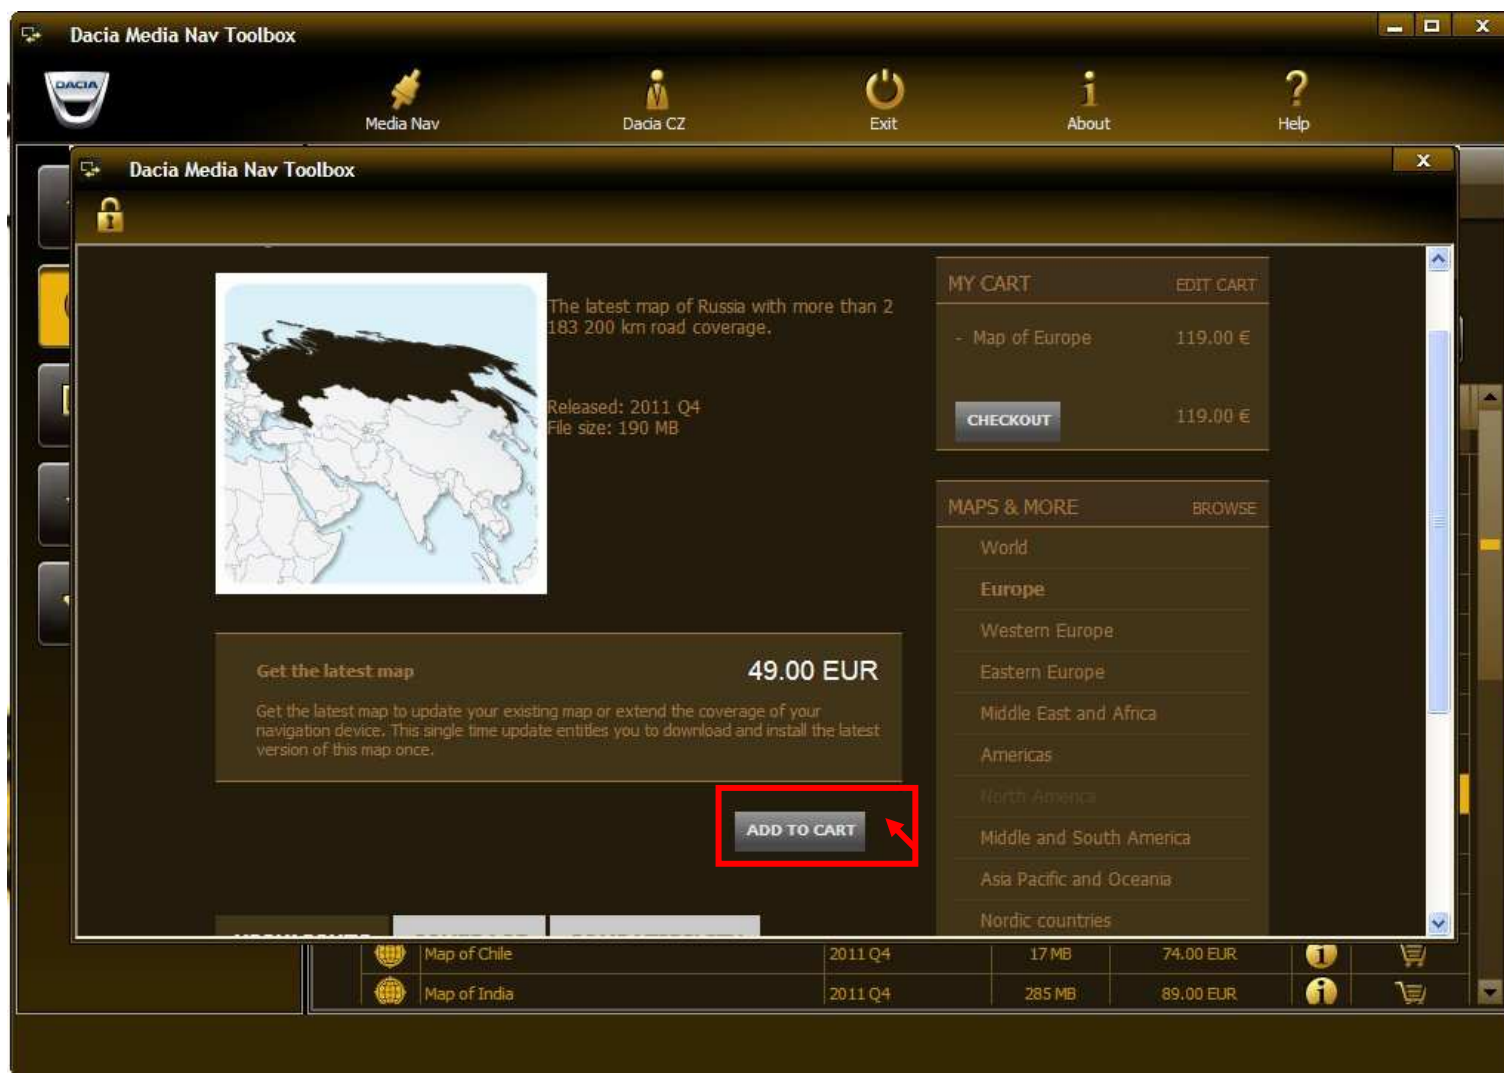 Dacia Media Nav Toolbox
X
DACIA
Media Nav
Dacia CZ
Exit
About
Help
Dacia Media Nav Toolbox
X
The latest map of Russia with more than 2
183 200 km road coverage.
Released: 2011 Q4
File size: 190 MB
MY CART EDIT CART
- Map of Europe 119.00 €
CHECKOUT 119.00 €
Get the latest map 49.00 EUR
Get the latest map to update your existing map or extend the coverage of your
navigation device. This single time update entitles you to download and install the latest
version of this map once.
ADD TO CART
MAPS & MORE BROWSE
World
Europe
Western Europe
Eastern Europe
Middle East and Africa
Americas
North America
Middle and South America
Asia Pacific and Oceania
Nordic countries
Map of Chile 2011 Q4 17 MB 74.00 EUR
Map of India 2011 Q4 285 MB 89.00 EUR